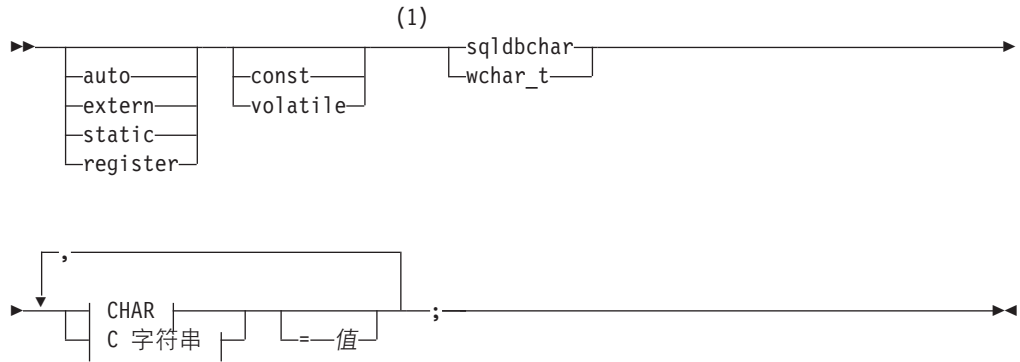 (1)
sqldbchar
auto const wchar_t
extern volatile
static
register
,
CHAR ;
C 字符串 = 值